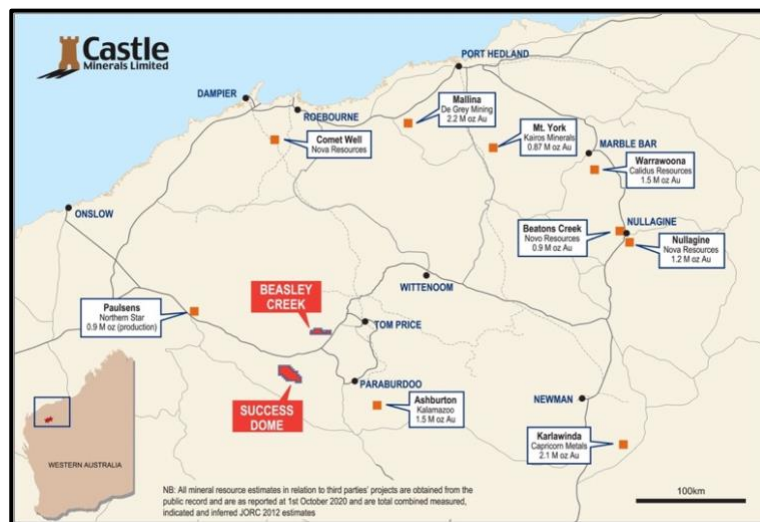 Castle
Minerals Limited
PORT HEDLAND
DAMPIER
ROEBOURNE
Mallina
De Grey Mining
2.2 M oz Au
Mt. York
Kairos Minerals
0.87 M oz Au
Comet Well
Nova Resources
MARBLE BAR
Warrawoona
Calidus Resources
1.5 M oz Au
ONSLOW
Beatons Creek
Novo Resources
0.9 M oz Au
NULLAGINE
Nullagine
Nova Resources
1.2 M oz Au
WITTENOOM
BEASLEY
CREEK
Paulsens
Northern Star
0.9 M oz (production)
TOM PRICE
PARABURDOO
SUCCESS
DOME
Ashburton
Kalamazoo
1.5 M oz Au
NEWMAN
Karlawinda
Capricorn Metals
2.1 M oz Au
WESTERN AUSTRALIA
NB: All mineral resource estimates in relation to third parties' projects are obtained from the
public record and are as reported at 1st October 2020 and are total combined measured,
indicated and inferred JORC 2012 estimates
100km